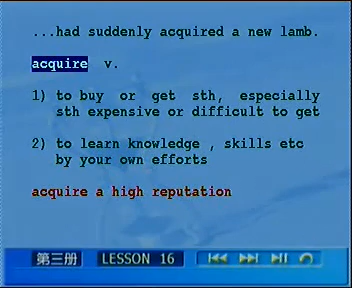 ...had suddenly acquired a new lamb.
acquire v.
1) to buy or get sth, especially
sth expensive or difficult to get
2) to learn knowledge , skills etc
by your own efforts
acquire a high reputation
第三册 LESSON 16